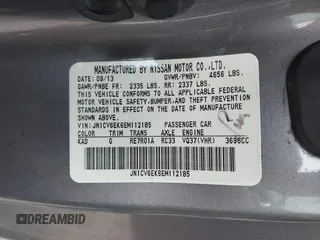 MANUFACTURED BY NISSAN MOTOR CO.,LTD.
DATE: 09/13 GVWR/PNBV: 4656 LBS.
GAWR/PNBE FR: 2335 LBS. RR: 2337 LBS.
THIS VEHICLE CONFORMS TO ALL APPLICABLE
FEDERAL MOTOR VEHICLE SAFETY, BUMPER, AND THEFT PREVENTION
STANDARDS IN EFFECT ON THE DATE OF MANUFACTURE
SHOWN ABOVE.
VIN: JN1CV6EK6EM112185 PASSENGER CAR
COLOR TRIM TRANS AXLE ENGINE
KAD G RE7R01A RC33 VQ37(VHR) 3696CC
JN1CV6EK6EM112185
DREAMBID